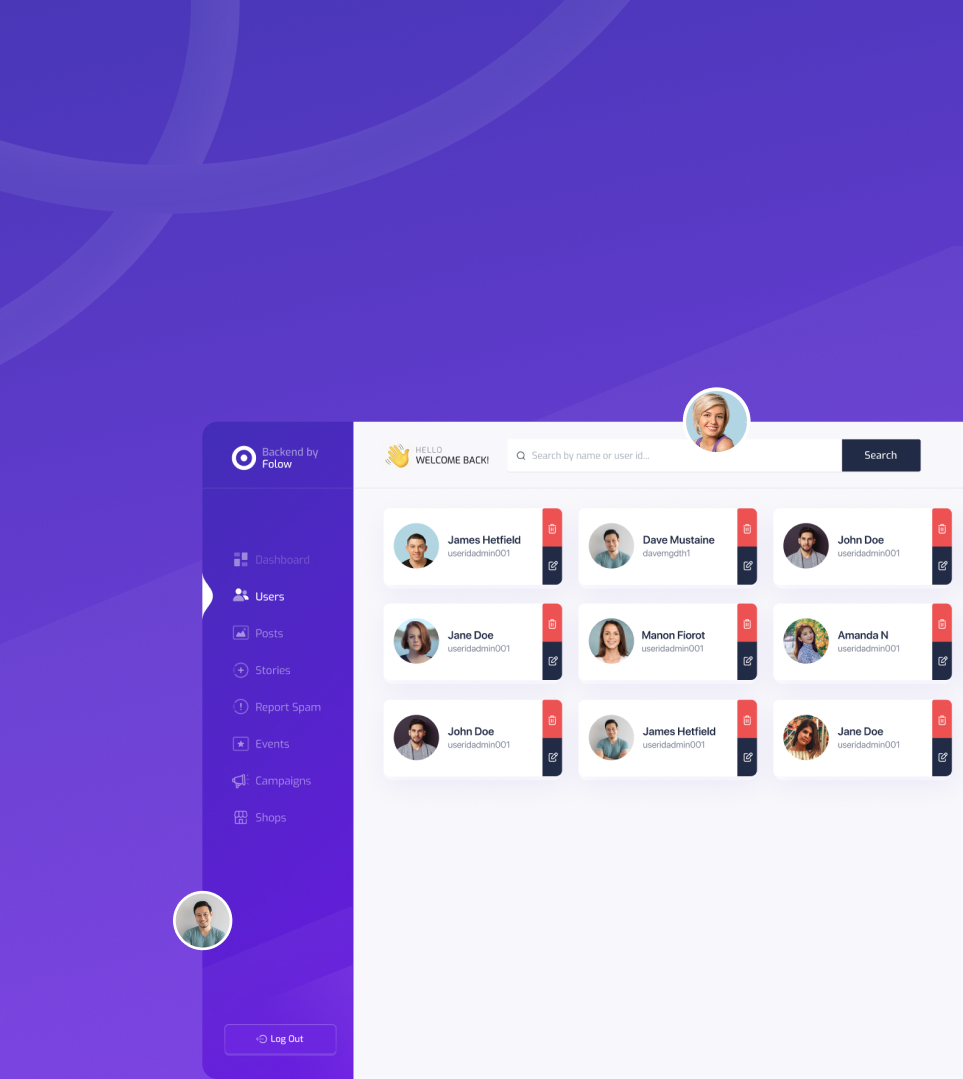 Backend by
Folow
HELLO
WELCOME BACK!
Search by name or user id...
Search
Dashboard
Users
Posts
Stories
Report Spam
Events
Campaigns
Shops
Log Out
James Hetfield
useridadmin001
Dave Mustaine
davemgdth1
John Doe
useridadmin001
Jane Doe
useridadmin001
Manon Fiorot
useridadmin001
Amanda N
useridadmin001
John Doe
useridadmin001
James Hetfield
useridadmin001
Jane Doe
useridadmin001